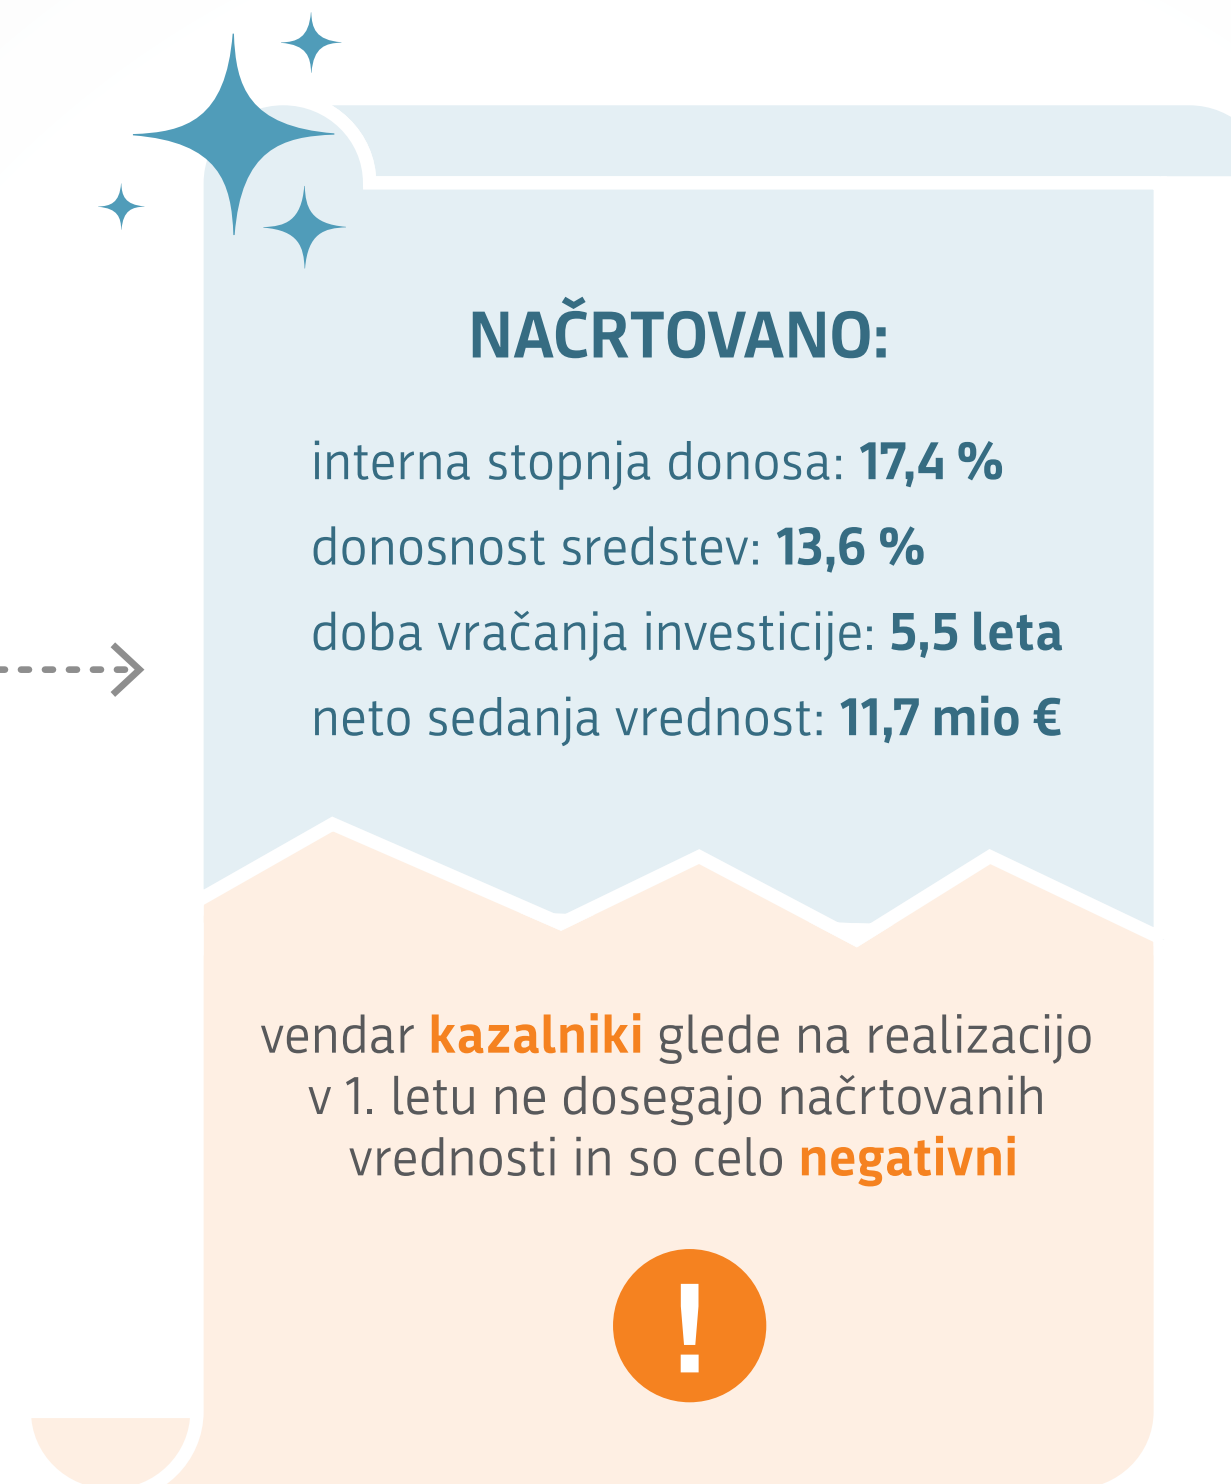 NAČRTOVANO:
interna stopnja donosa: 17,4 %
donosnost sredstev: 13,6 %
doba vračanja investicije: 5,5 leta
neto sedanja vrednost: 11,7 mio €
vendar kazalniki glede na realizacijo
v 1. letu ne dosegajo načrtovanih
vrednosti in so celo negativni
!